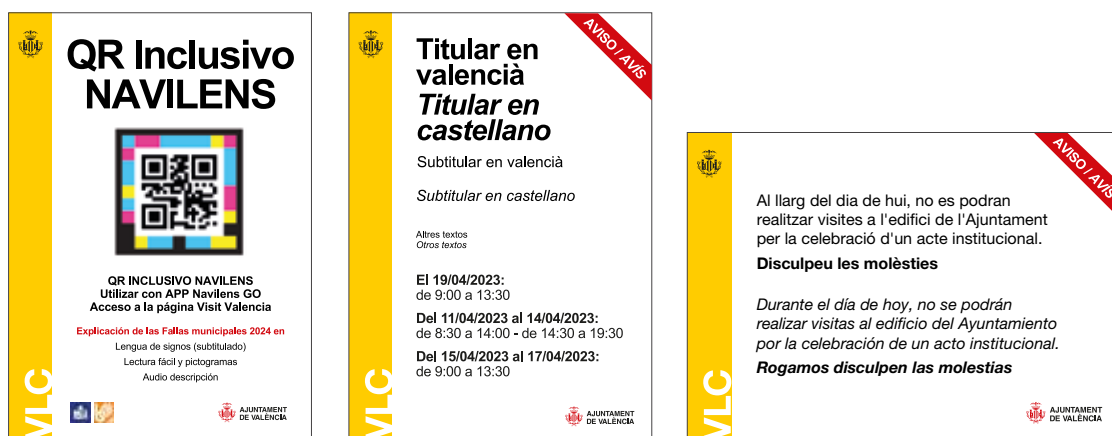 QR Inclusivo
NAVILENS
QR INCLUSIVO NAVILENS
Utilizar con APP Navilens GO
Acceso a la página Visit Valencia
Explicación de las Fallas municipales 2024 en
Lengua de signos (subtitulado)
Lectura fácil y pictogramas
Audio descripción
VLC
AJUNTAMENT
DE VALÈNCIA
AVISO / AVÍS
Titular en
valencià
Titular en
castellano
Subtitular en valencià
Subtitular en castellano
Altres textos
Otros textos
El 19/04/2023:
de 9:00 a 13:30
Del 11/04/2023 al 14/04/2023:
de 8:30 a 14:00 - de 14:30 a 19:30
Del 15/04/2023 al 17/04/2023:
de 9:00 a 13:30
VLC
AJUNTAMENT
DE VALÈNCIA
AVISO / AVÍS
Al llarg del dia de hui, no es podran
realitzar visites a l'edifici de l'Ajuntament
per la celebració d'un acte institucional.
Disculpeu les molèsties
Durante el día de hoy, no se podrán
realizar visitas al edificio del Ayuntamiento
por la celebración de un acto institucional.
Rogamos disculpen las molestias
VLC
AJUNTAMENT
DE VALÈNCIA